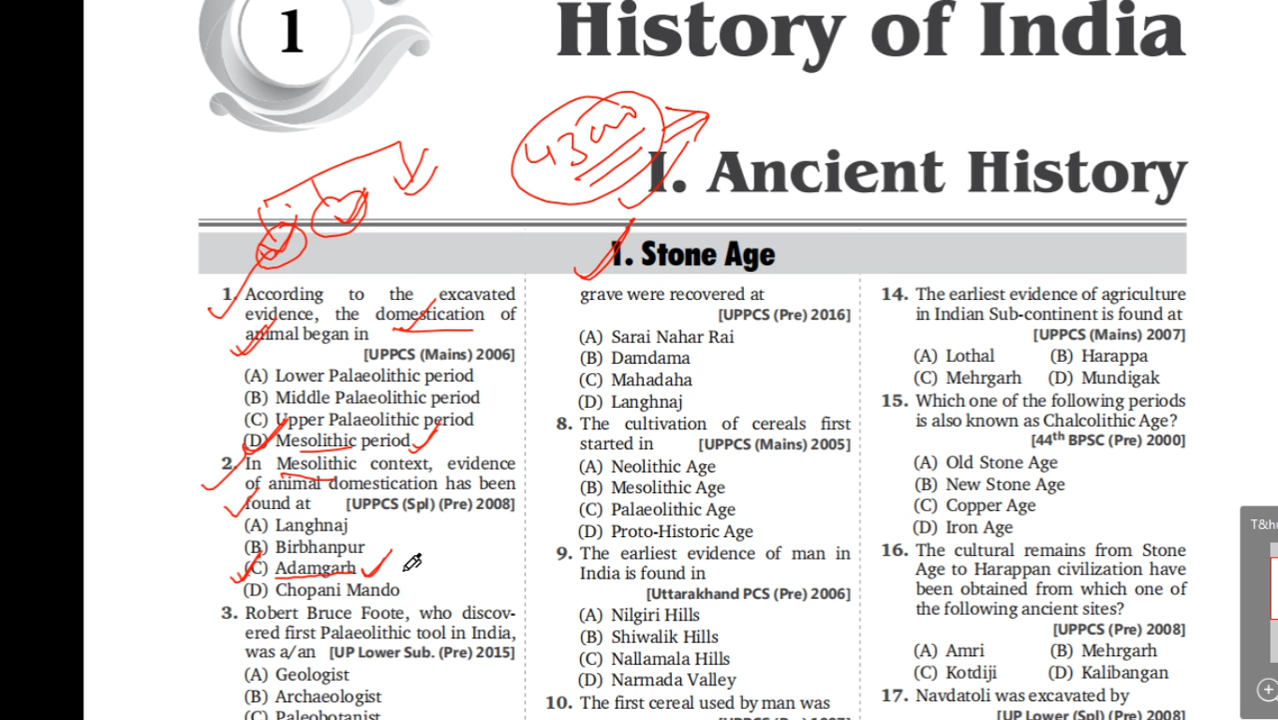 1
History of India
43
I. Ancient History
1. Stone Age
1. According to the excavated
evidence, the domestication of
animal began in
[UPPCS (Mains) 2006]
(A) Lower Palaeolithic period
(B) Middle Palaeolithic period
(C) Upper Palaeolithic period
(D) Mesolithic period
2. In Mesolithic context, evidence
of animal domestication has been
found at [UPPCS (Spl) (Pre) 2008]
(A) Langhnaj
(B) Birbhanpur
(C) Adamgarh
(D) Chopani Mando
3. Robert Bruce Foote, who discov-
ered first Palaeolithic tool in India,
was a/an [UP Lower Sub. (Pre) 2015]
(A) Geologist
(B) Archaeologist
(C) Paleobotanist
grave were recovered at
[UPPCS (Pre) 2016]
(A) Sarai Nahar Rai
(B) Damdama
(C) Mahadaha
(D) Langhnaj
8. The cultivation of cereals first
started in [UPPCS (Mains) 2005]
(A) Neolithic Age
(B) Mesolithic Age
(C) Palaeolithic Age
(D) Proto-Historic Age
9. The earliest evidence of man in
India is found in
[Uttarakhand PCS (Pre) 2006]
(A) Nilgiri Hills
(B) Shiwalik Hills
(C) Nallamala Hills
(D) Narmada Valley
10. The first cereal used by man was
[UPPCS (Pre) 1997]
14. The earliest evidence of agriculture
in Indian Sub-continent is found at
[UPPCS (Mains) 2007]
(A) Lothal (B) Harappa
(C) Mehrgarh (D) Mundigak
15. Which one of the following periods
is also known as Chalcolithic Age?
[44th BPSC (Pre) 2000]
(A) Old Stone Age
(B) New Stone Age
(C) Copper Age
(D) Iron Age
16. The cultural remains from Stone
Age to Harappan civilization have
been obtained from which one of
the following ancient sites?
[UPPCS (Pre) 2008]
(A) Amri (B) Mehrgarh
(C) Kotdiji (D) Kalibangan
17. Navdatoli was excavated by
[UP Lower (Spl) (Pre) 2008]